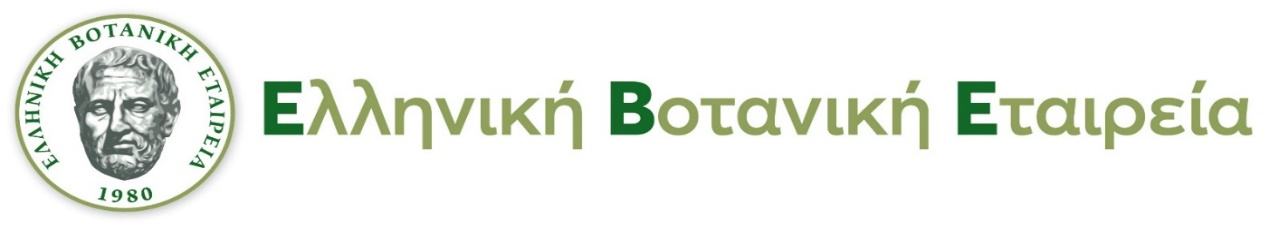 ΕΛΛΗΝΙΚΗ ΒΟΤΑΝΙΚΗ ΕΤΑΙΡΕΙΑ
1980
Ελληνική Βοτανική Εταιρεία